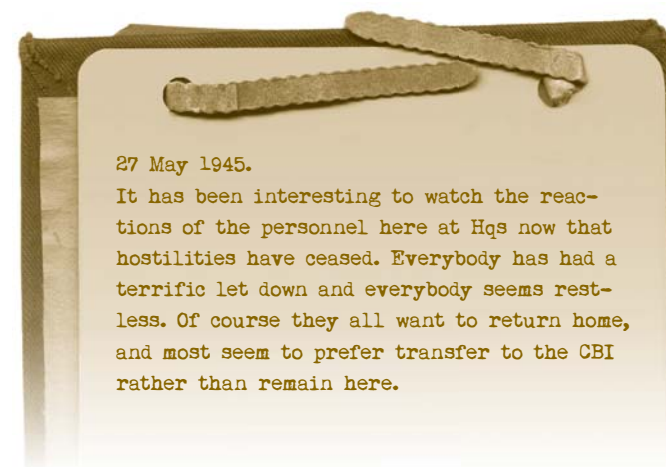 27 May 1945.
It has been interesting to watch the reac-
tions of the personnel here at Hqs now that
hostilities have ceased. Everybody has had a
terrific let down and everybody seems rest-
less. Of course they all want to return home,
and most seem to prefer transfer to the CBI
rather than remain here.